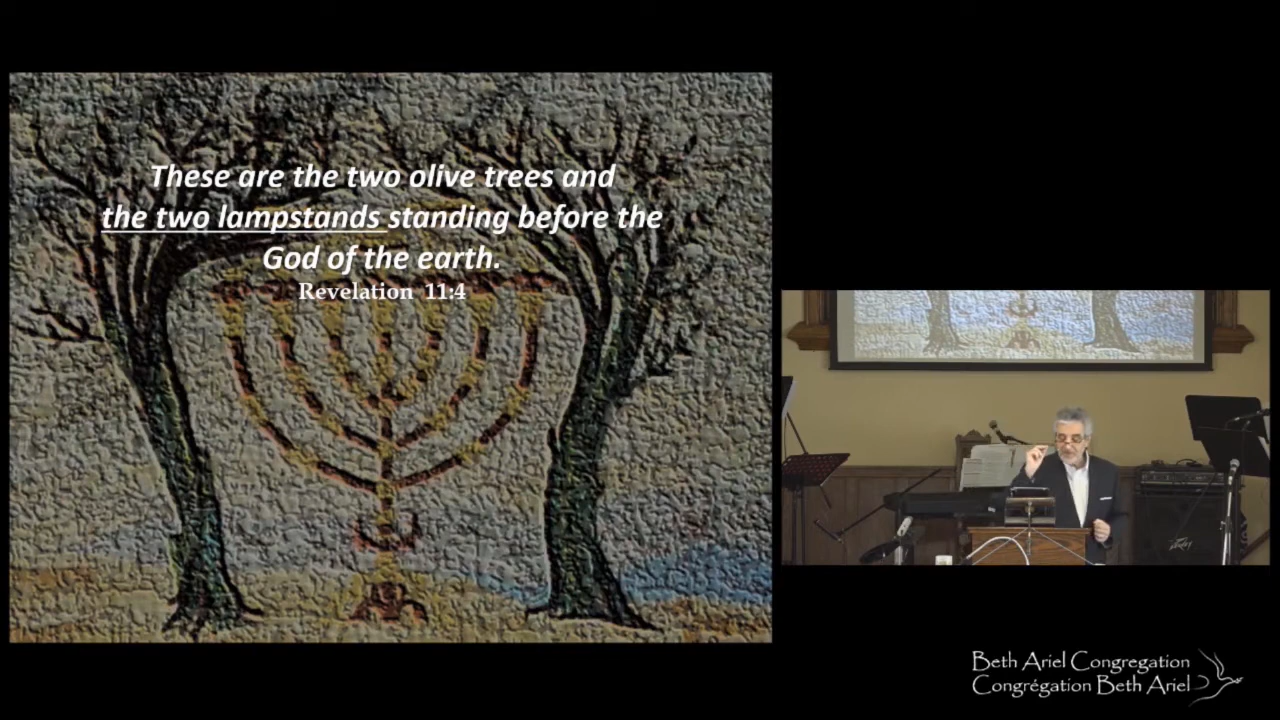 These are the two olive trees and
the two lampstands standing before the
God of the earth.
Revelation 11:4
Beth Ariel Congregation
Congrégation Beth Ariel